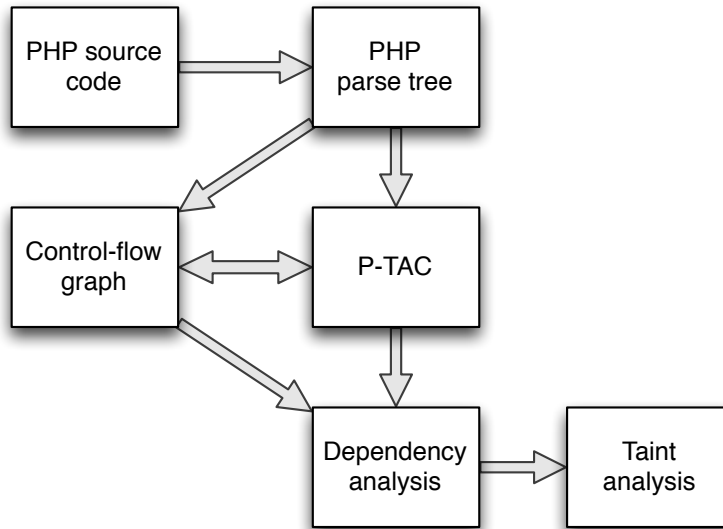 PHP source
code
PHP
parse tree
Control-flow
graph
P-TAC
Dependency
analysis
Taint
analysis